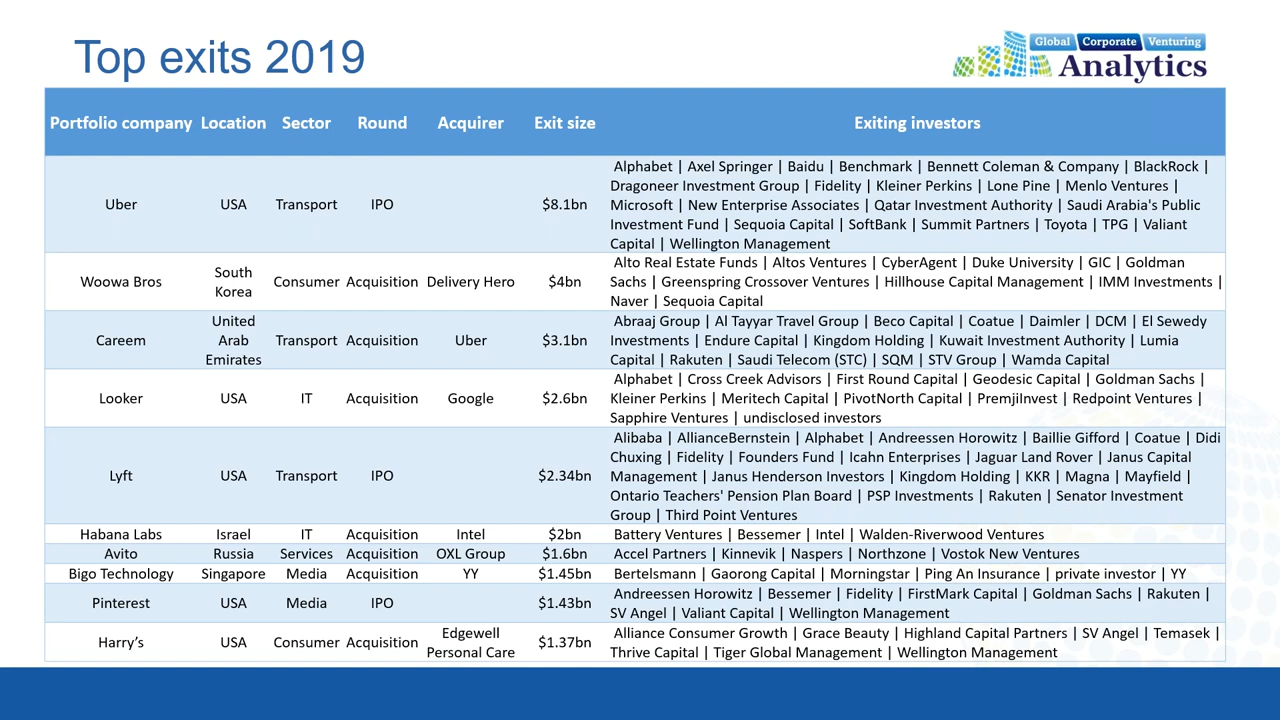 Top exits 2019
Global Corporate Venturing
Analytics
Portfolio company Location Sector Round Acquirer Exit size Exiting investors
Uber USA Transport IPO $8.1bn
Alphabet | Axel Springer | Baidu | Benchmark | Bennett Coleman & Company | BlackRock |
Dragoneer Investment Group | Fidelity | Kleiner Perkins | Lone Pine | Menlo Ventures |
Microsoft | New Enterprise Associates | Qatar Investment Authority | Saudi Arabia's Public
Investment Fund | Sequoia Capital | SoftBank | Summit Partners | Toyota | TPG | Valiant
Capital | Wellington Management
Woowa Bros South
Korea Consumer Acquisition Delivery Hero $4bn
Alto Real Estate Funds | Altos Ventures | CyberAgent | Duke University | GIC | Goldman
Sachs | Greenspring Crossover Ventures | Hillhouse Capital Management | IMM Investments |
Naver | Sequoia Capital
Careem United
Arab
Emirates Transport Acquisition Uber $3.1bn
Abraaj Group | Al Tayyar Travel Group | Beco Capital | Coatue | Daimler | DCM | El Sewedy
Investments | Endure Capital | Kingdom Holding | Kuwait Investment Authority | Lumia
Capital | Rakuten | Saudi Telecom (STC) | SQM | STV Group | Wamda Capital
Looker USA IT Acquisition Google $2.6bn
Alphabet | Cross Creek Advisors | First Round Capital | Geodesic Capital | Goldman Sachs |
Kleiner Perkins | Meritech Capital | PivotNorth Capital | PremjiInvest | Redpoint Ventures |
Sapphire Ventures | undisclosed investors
Lyft USA Transport IPO $2.34bn
Alibaba | AllianceBernstein | Alphabet | Andreessen Horowitz | Baillie Gifford | Coatue | Didi
Chuxing | Fidelity | Founders Fund | Icahn Enterprises | Jaguar Land Rover | Janus Capital
Management | Janus Henderson Investors | Kingdom Holding | KKR | Magna | Mayfield |
Ontario Teachers' Pension Plan Board | PSP Investments | Rakuten | Senator Investment
Group | Third Point Ventures
Habana Labs Israel IT Acquisition Intel $2bn Battery Ventures | Bessemer | Intel | Walden-Riverwood Ventures
Avito Russia Services Acquisition OXL Group $1.6bn Accel Partners | Kinnevik | Naspers | Northzone | Vostok New Ventures
Bigo Technology Singapore Media Acquisition YY $1.45bn Bertelsmann | Gaorong Capital | Morningstar | Ping An Insurance | private investor | YY
Pinterest USA Media IPO $1.43bn
Andreessen Horowitz | Bessemer | Fidelity | FirstMark Capital | Goldman Sachs | Rakuten |
SV Angel | Valiant Capital | Wellington Management
Harry’s USA Consumer Acquisition Edgewell
Personal Care $1.37bn
Alliance Consumer Growth | Grace Beauty | Highland Capital Partners | SV Angel | Temasek |
Thrive Capital | Tiger Global Management | Wellington Management